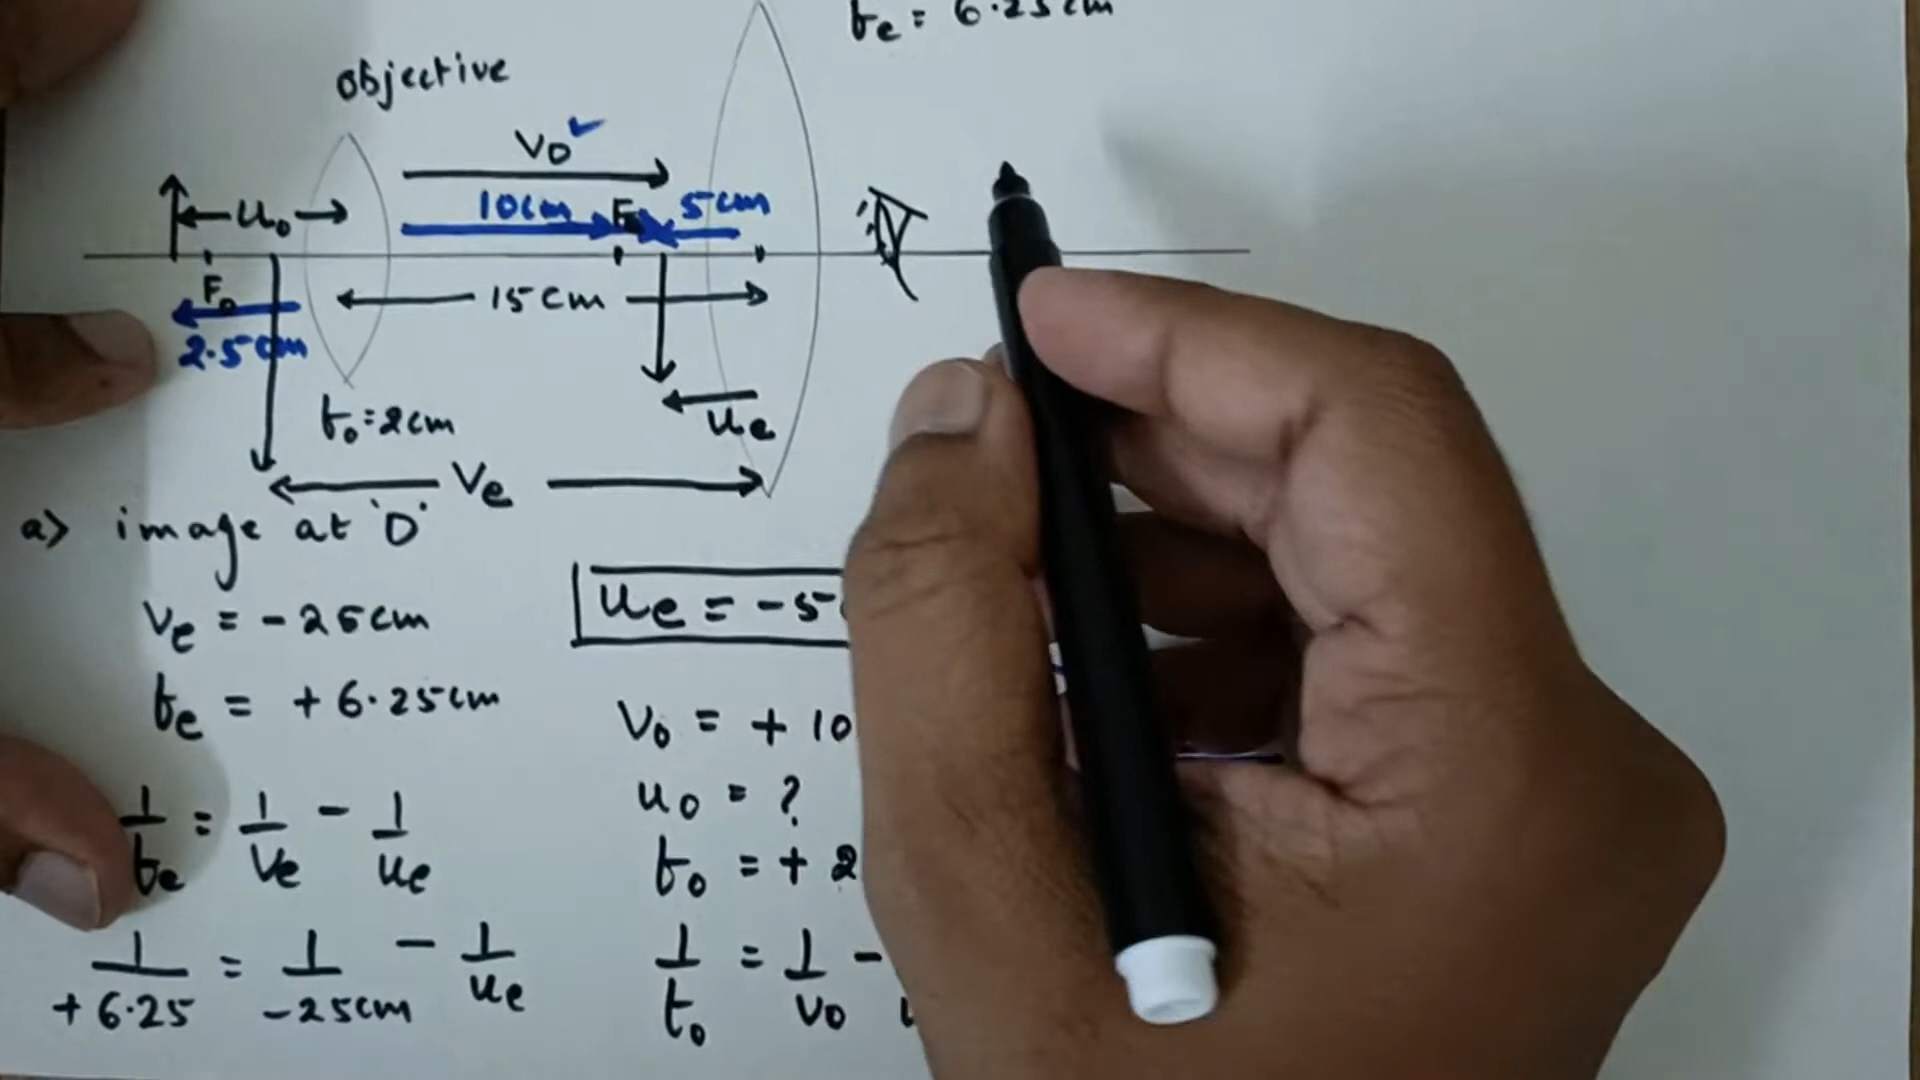 fe = 6.25cm
objective
Vo ✓
10cm
5cm
uo
Fo
15cm
2.5cm
fo=2cm
ue
Ve
a) image at 'D'
Ve = -25cm
ue = -5
fe = +6.25cm
Vo = +10
uo = ?
fo = +2
1/fe = 1/Ve - 1/ue
1/+6.25 = 1/-25cm - 1/ue
1/fo = 1/Vo -